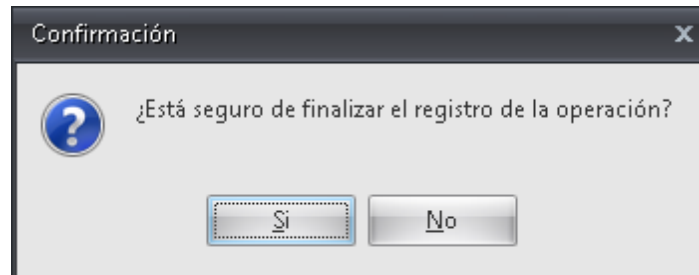 Confirmación
¿Está seguro de finalizar el registro de la operación?
Si
No